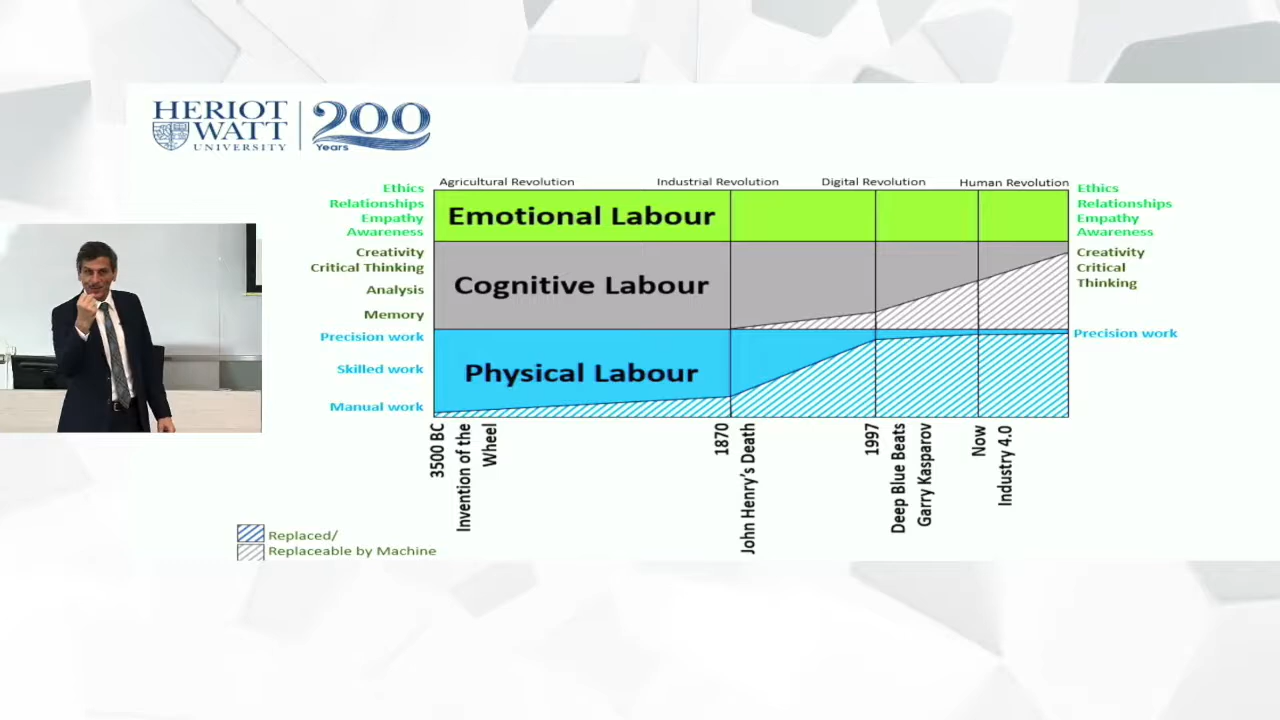 HERIOT
WATT
UNIVERSITY
200
Years
Agricultural Revolution
Industrial Revolution
Digital Revolution
Human Revolution
Ethics
Relationships
Empathy
Awareness
Creativity
Critical Thinking
Analysis
Memory
Precision work
Skilled work
Manual work
Emotional Labour
Cognitive Labour
Physical Labour
Ethics
Relationships
Empathy
Awareness
Creativity
Critical
Thinking
Precision work
3500 BC
Invention of the
Wheel
1870
John Henry's Death
1997
Deep Blue Beats
Garry Kasparov
Now
Industry 4.0
Replaced/
Replaceable by Machine